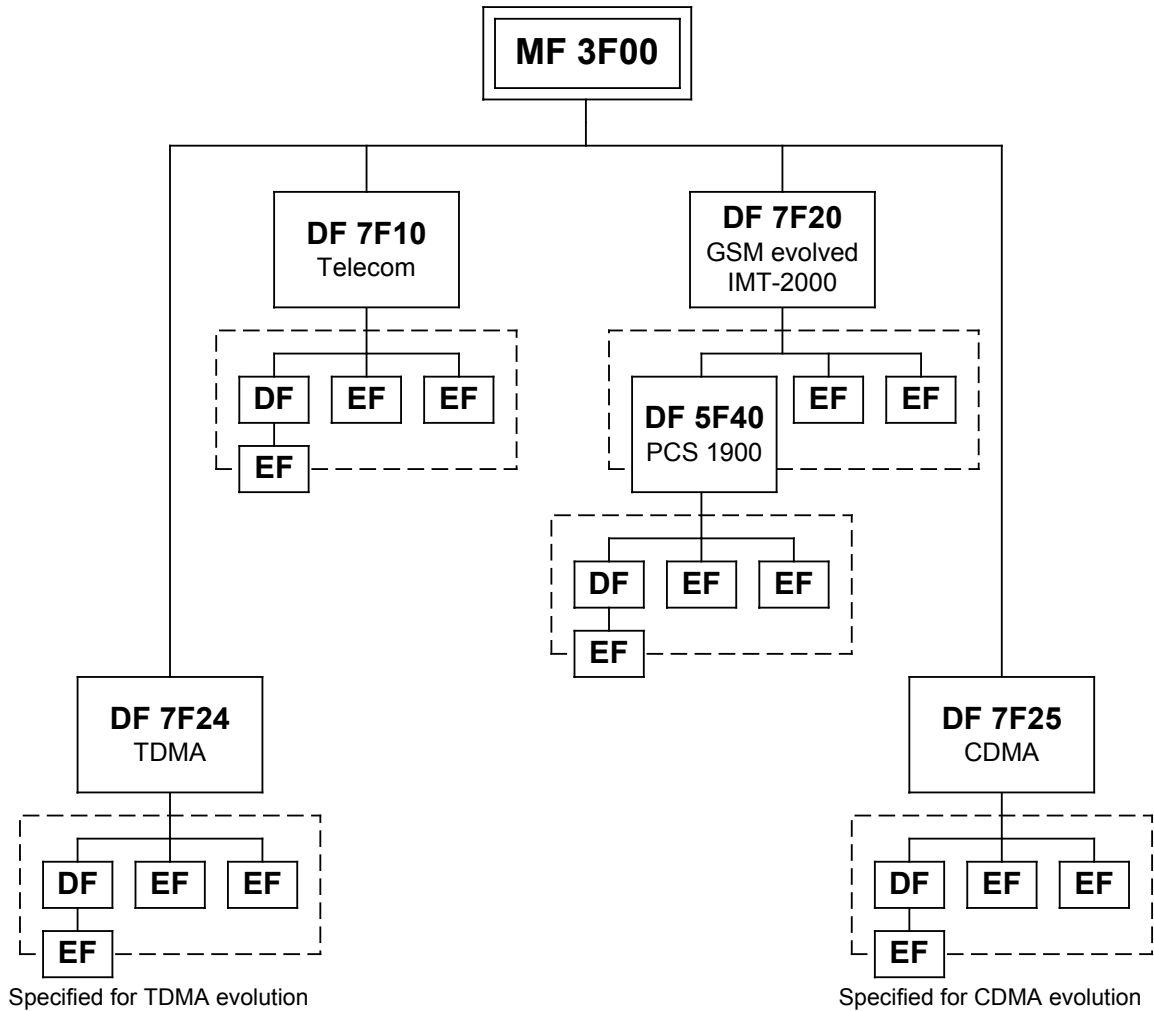 MF 3F00
DF 7F10
Telecom
DF 7F20
GSM evolved
IMT-2000
DF
EF
EF
EF
DF 5F40
PCS 1900
EF
EF
DF
EF
EF
EF
DF 7F24
TDMA
DF 7F25
CDMA
DF
EF
EF
EF
DF
EF
EF
EF
Specified for TDMA evolution
Specified for CDMA evolution